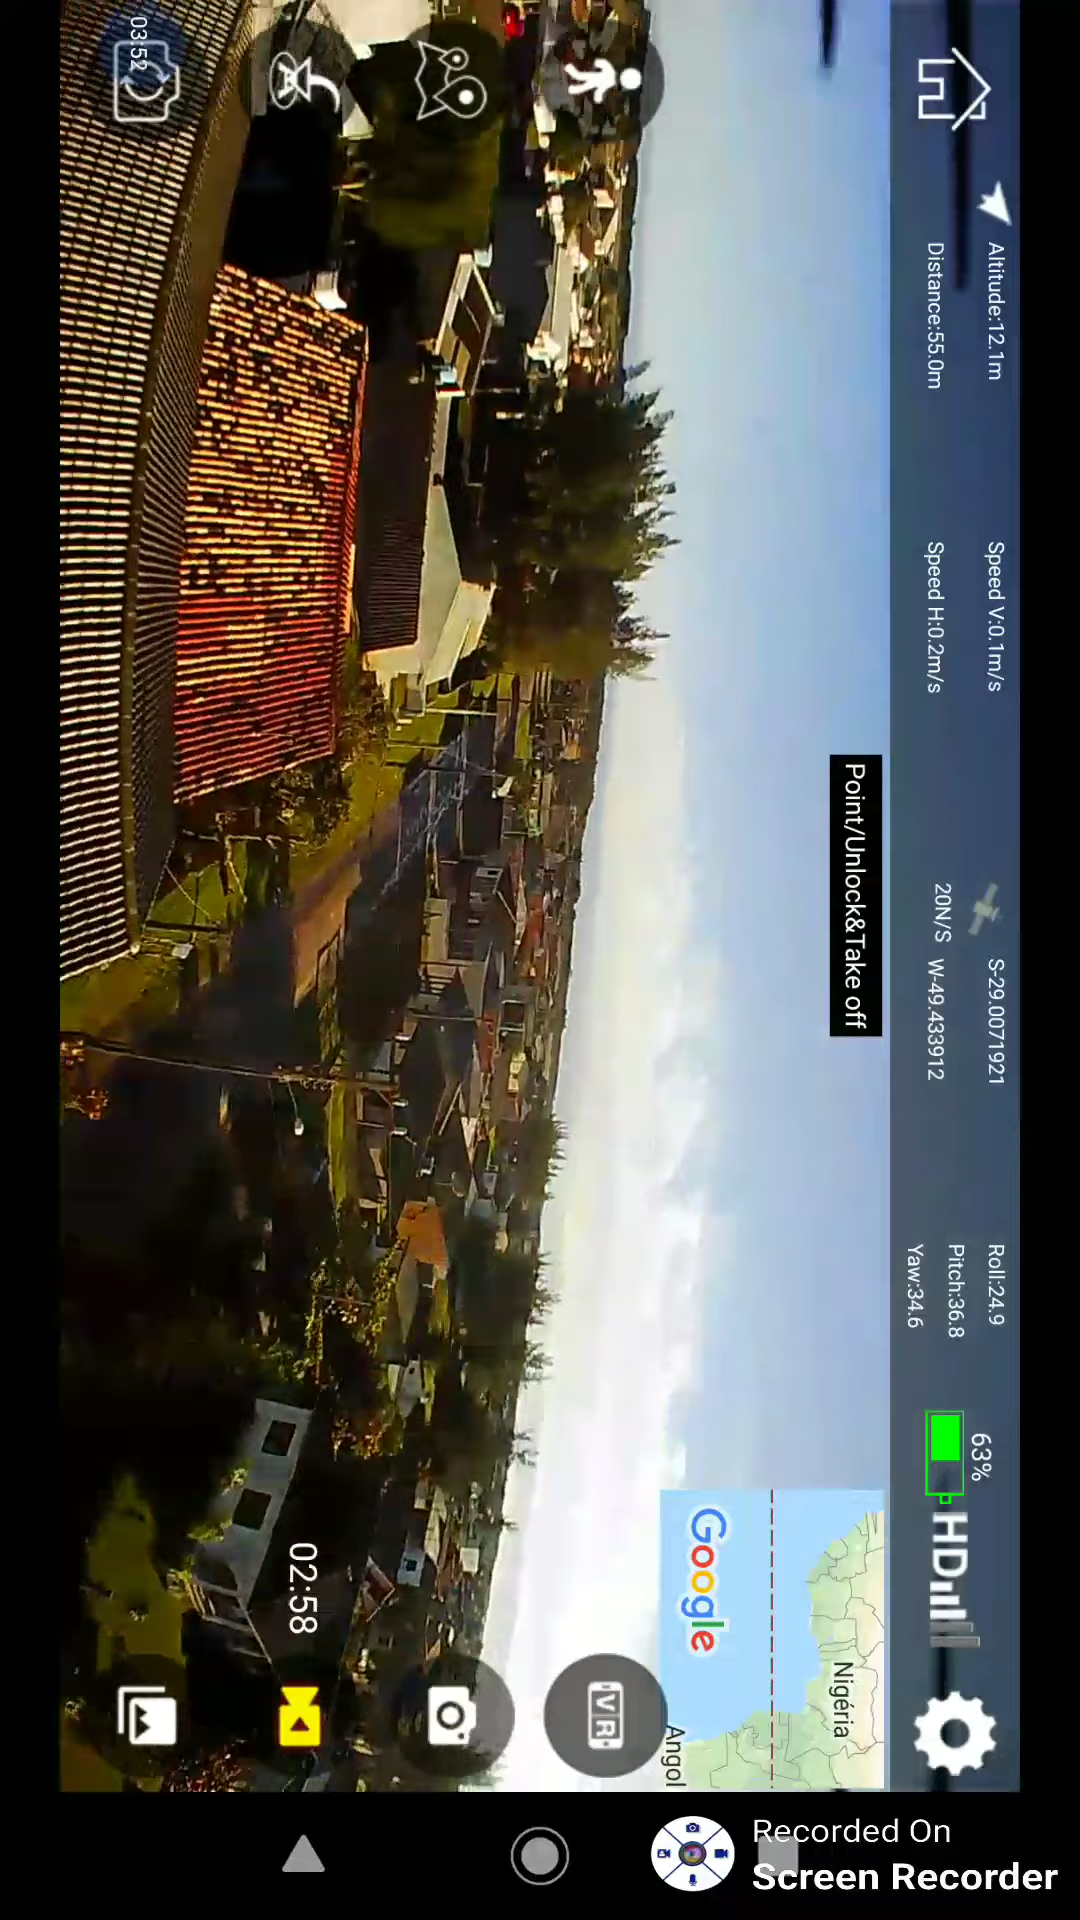 Altitude:12.1m
Distance:55.0m
Speed V:0.1m/s
Speed H:0.2m/s
20N/S
S-29.0071921
W-49.433912
Roll:24.9
Pitch:36.8
Yaw:34.6
63%
HD
Point/Unlock&Take off
03:52
02:58
VR
Google
Nigéria
Angol
Recorded On
Screen Recorder